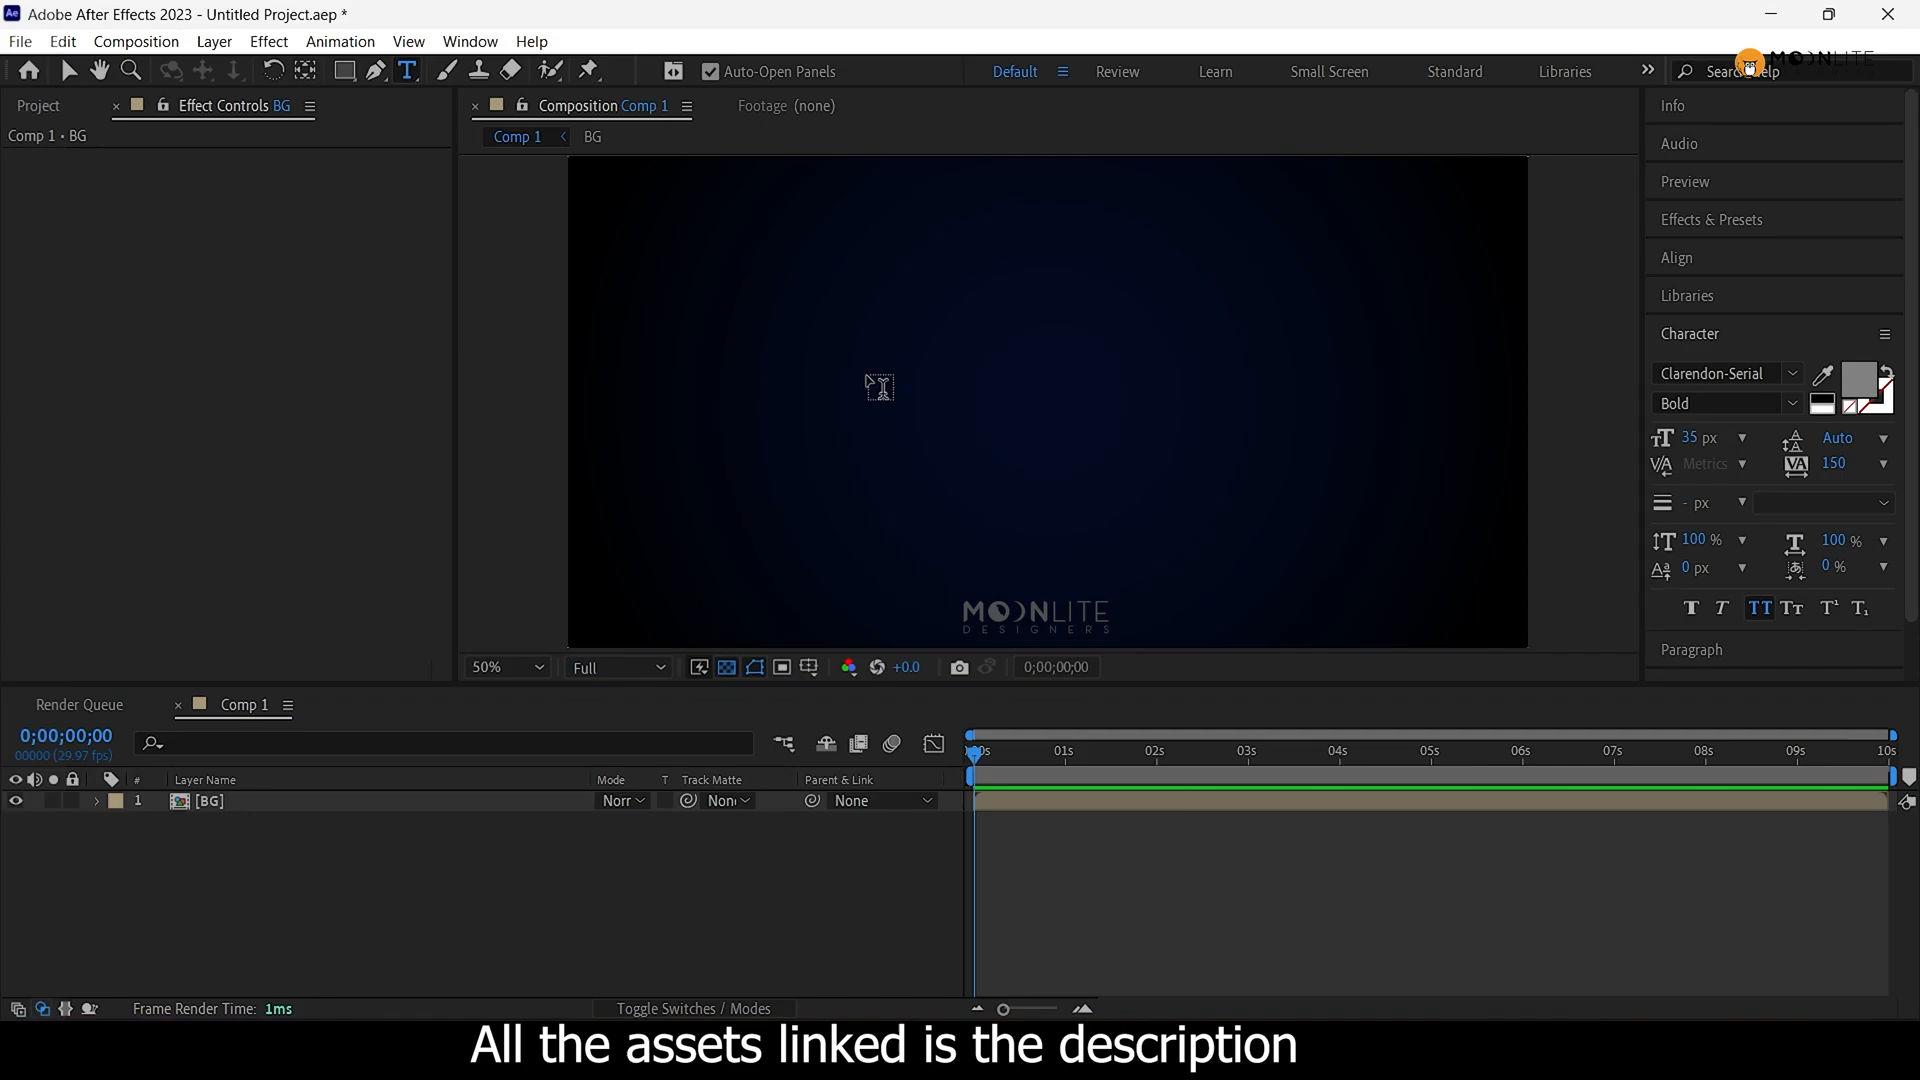 Adobe After Effects 2023 - Untitled Project.aep *
File Edit Composition Layer Effect Animation View Window Help
Auto-Open Panels Default Review Learn Small Screen Standard Libraries
MOONLITE
Project Effect Controls BG Composition Comp 1 Footage (none)
Comp 1 • BG
Comp 1 BG
Info
Audio
Preview
Effects & Presets
Align
Libraries
Character
Clarendon-Serial
Bold
35 px Auto
Metrics 150
- px
100 % 100 %
0 px 0 %
Paragraph
MOONLITE
DESIGNERS
50% Full +0.0 0;00;00;00
Render Queue Comp 1
0;00;00;00
00000 (29.97 fps)
01s 02s 03s 04s 05s 06s 07s 08s 09s 10s
# Layer Name Mode T Track Matte Parent & Link
1 [BG] Norr None
Frame Render Time: 1ms Toggle Switches / Modes
All the assets linked is the description